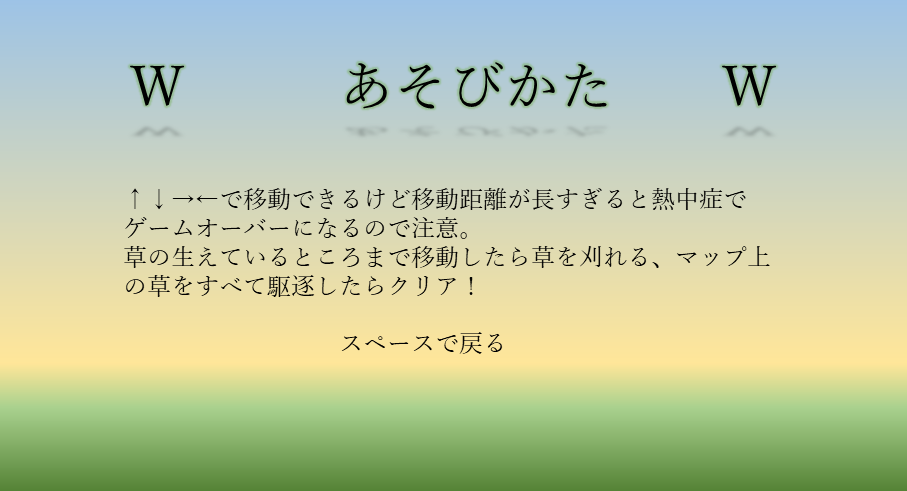 W あそびかた W
↑↓→←で移動できるけど移動距離が長すぎると熱中症で
ゲームオーバーになるので注意。
草の生えているところまで移動したら草を刈れる、マップ上
の草をすべて駆逐したらクリア！
スペースで戻る